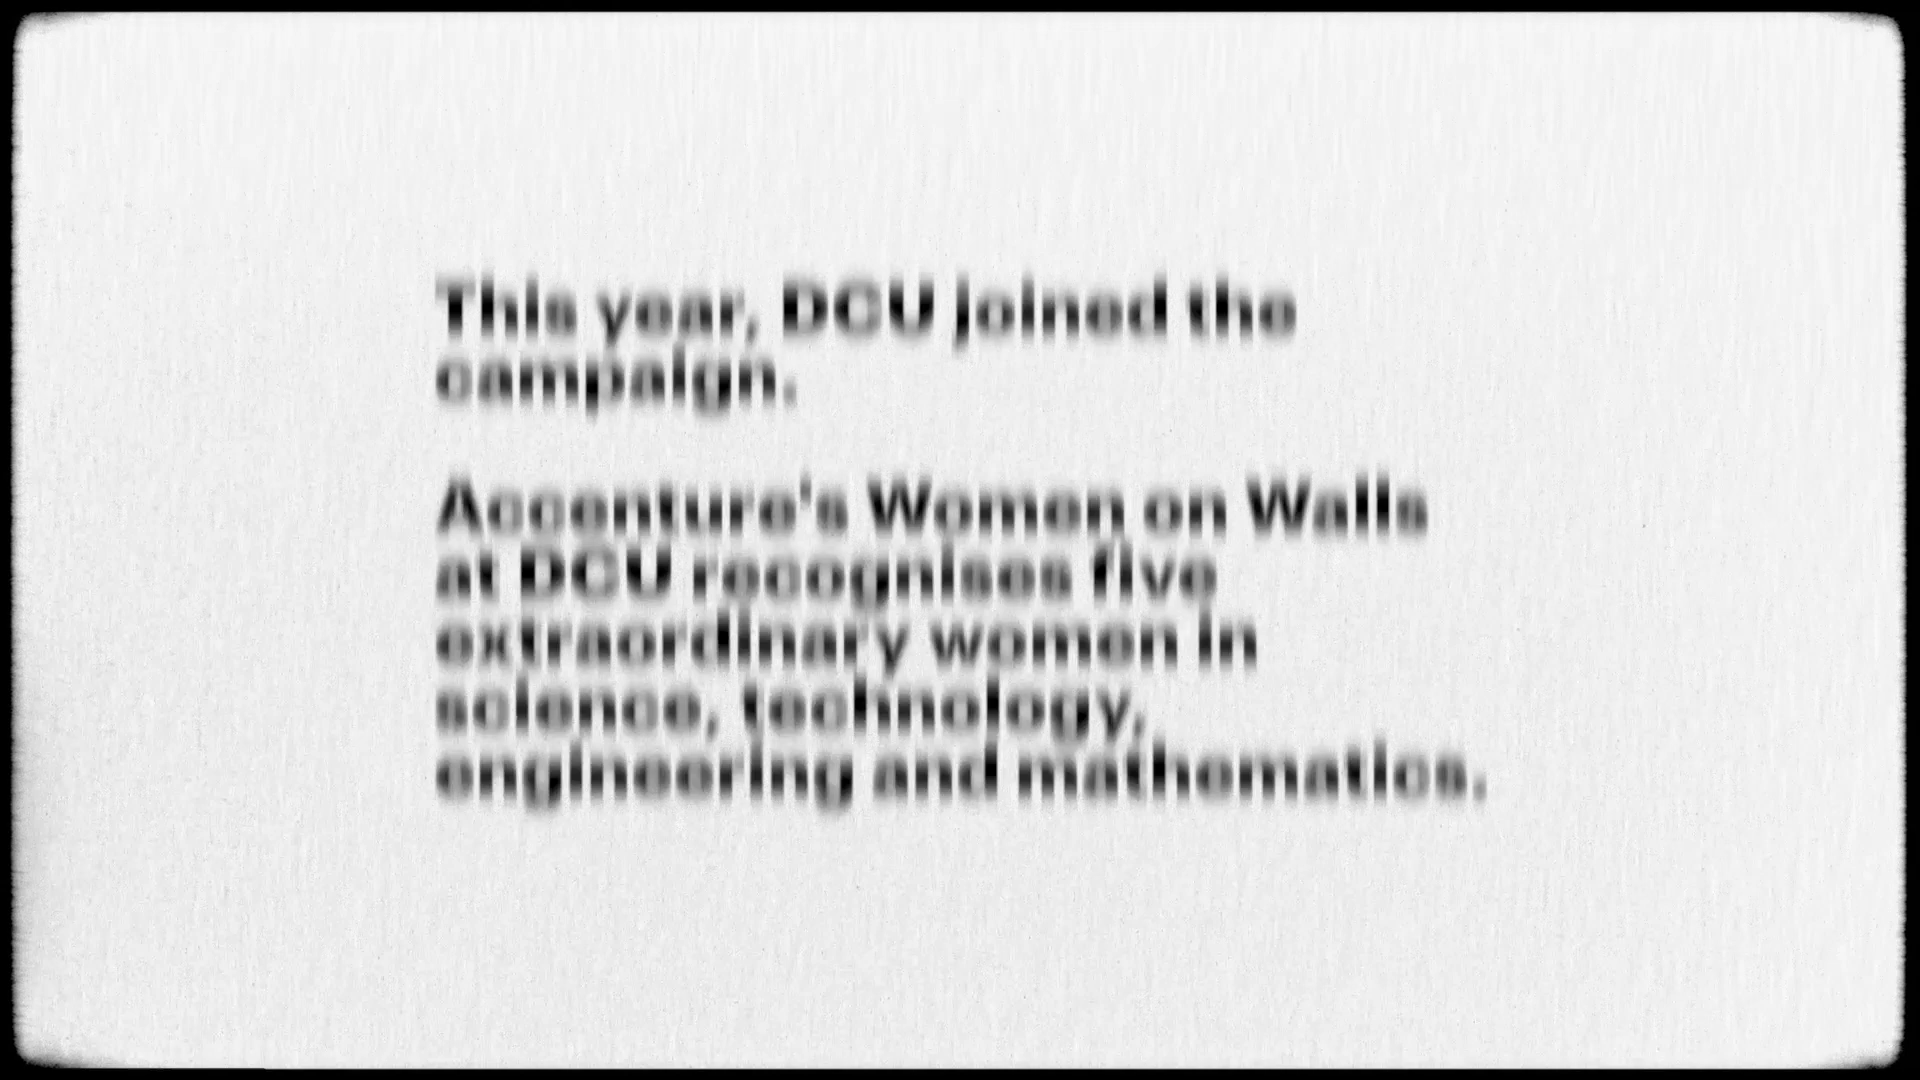 This year, DCU joined the
campaign.
Accenture's Women on Walls
at DCU recognises five
extraordinary women in
science, technology,
engineering and mathematics.